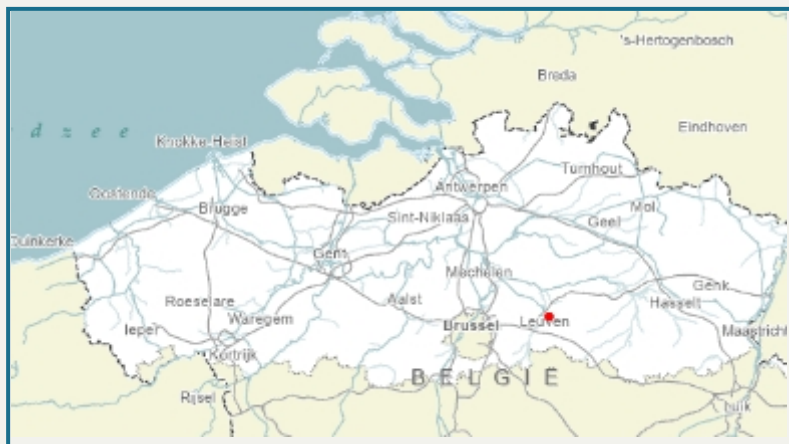 's-Hertogenbosch
Breda
d z e e
Eindhoven
Knokke-Heist
Turnhout
Antwerpen
Oostende
Brugge
Mol
Sint-Niklaas
Geel
Duinkerke
Gent
Mechelen
Genk
Aalst
Hasselt
Roeselare
Waregem
Leuven
Ieper
Brussel
Maastricht
Kortrijk
BELGIË
Rijsel
Luik